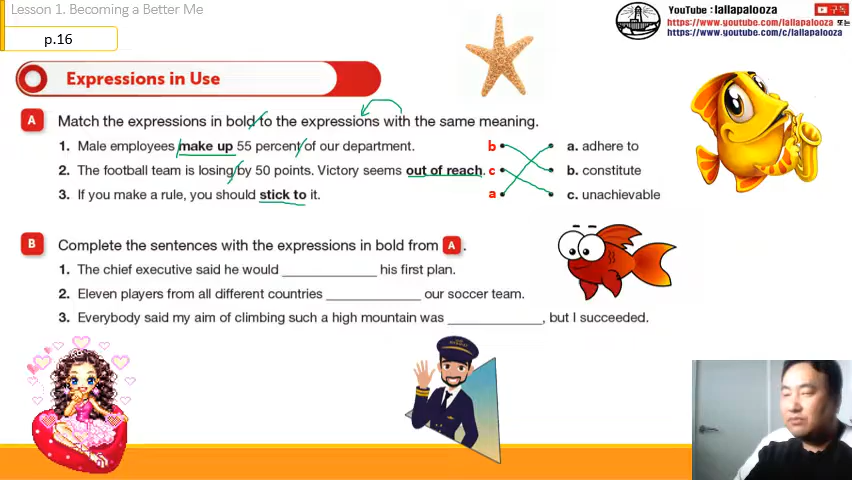 Lesson 1. Becoming a Better Me
p.16
YouTube : lallapalooza 구독
https://www.youtube.com/lallapalooza 또는
https://www.youtube.com/c/lallapalooza
Expressions in Use
A Match the expressions in bold to the expressions with the same meaning.
1. Male employees make up 55 percent of our department. b a. adhere to
2. The football team is losing by 50 points. Victory seems out of reach. c b. constitute
3. If you make a rule, you should stick to it. a c. unachievable
B Complete the sentences with the expressions in bold from A .
1. The chief executive said he would ______________ his first plan.
2. Eleven players from all different countries ______________ our soccer team.
3. Everybody said my aim of climbing such a high mountain was ______________, but I succeeded.